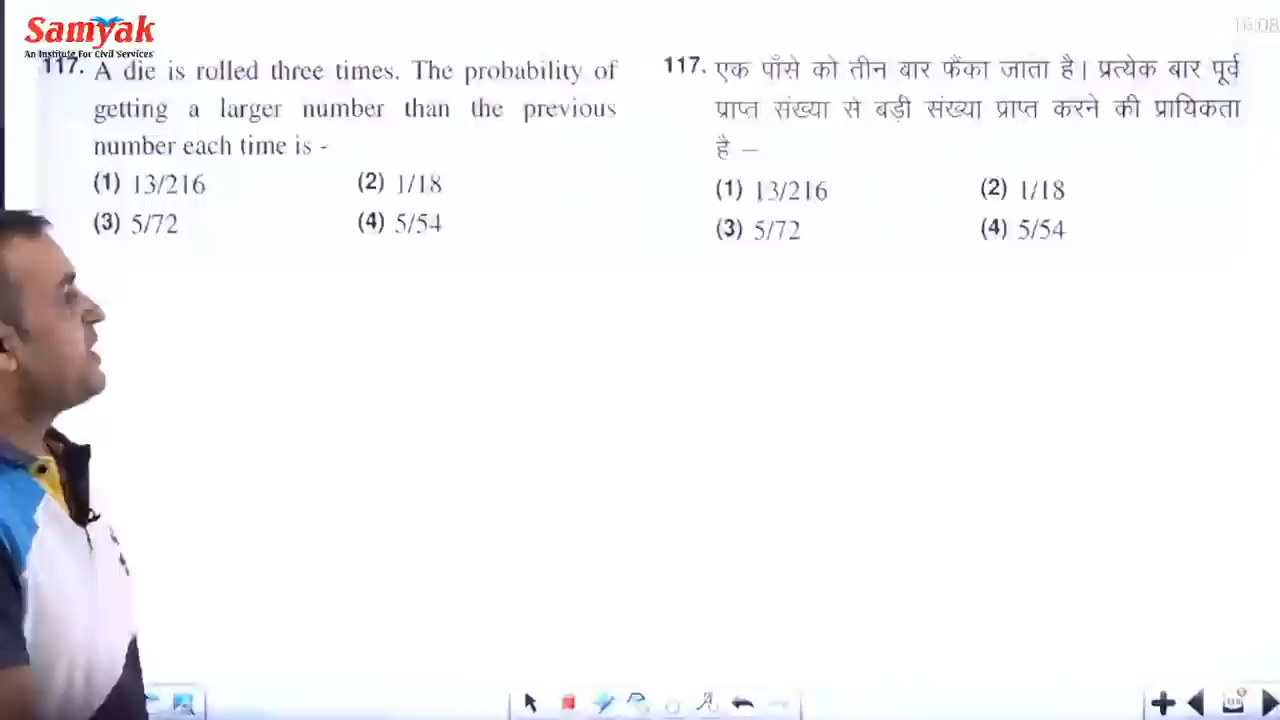 Samyak
An Institute For Civil Services
16:08
117. A die is rolled three times. The probability of
getting a larger number than the previous
number each time is -
(1) 13/216 (2) 1/18
(3) 5/72 (4) 5/54
117. एक पाँसे को तीन बार फैंका जाता है। प्रत्येक बार पूर्व
प्राप्त संख्या से बड़ी संख्या प्राप्त करने की प्रायिकता
है –
(1) 13/216 (2) 1/18
(3) 5/72 (4) 5/54